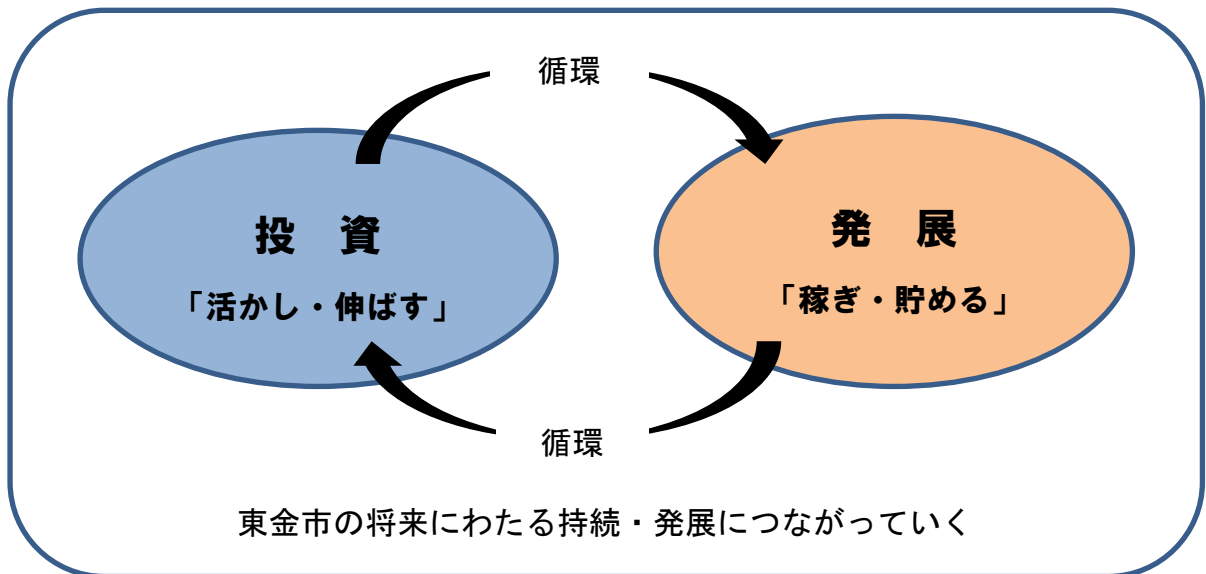 循環
投　資
「活かし・伸ばす」
発　展
「稼ぎ・貯める」
循環
東金市の将来にわたる持続・発展につながっていく